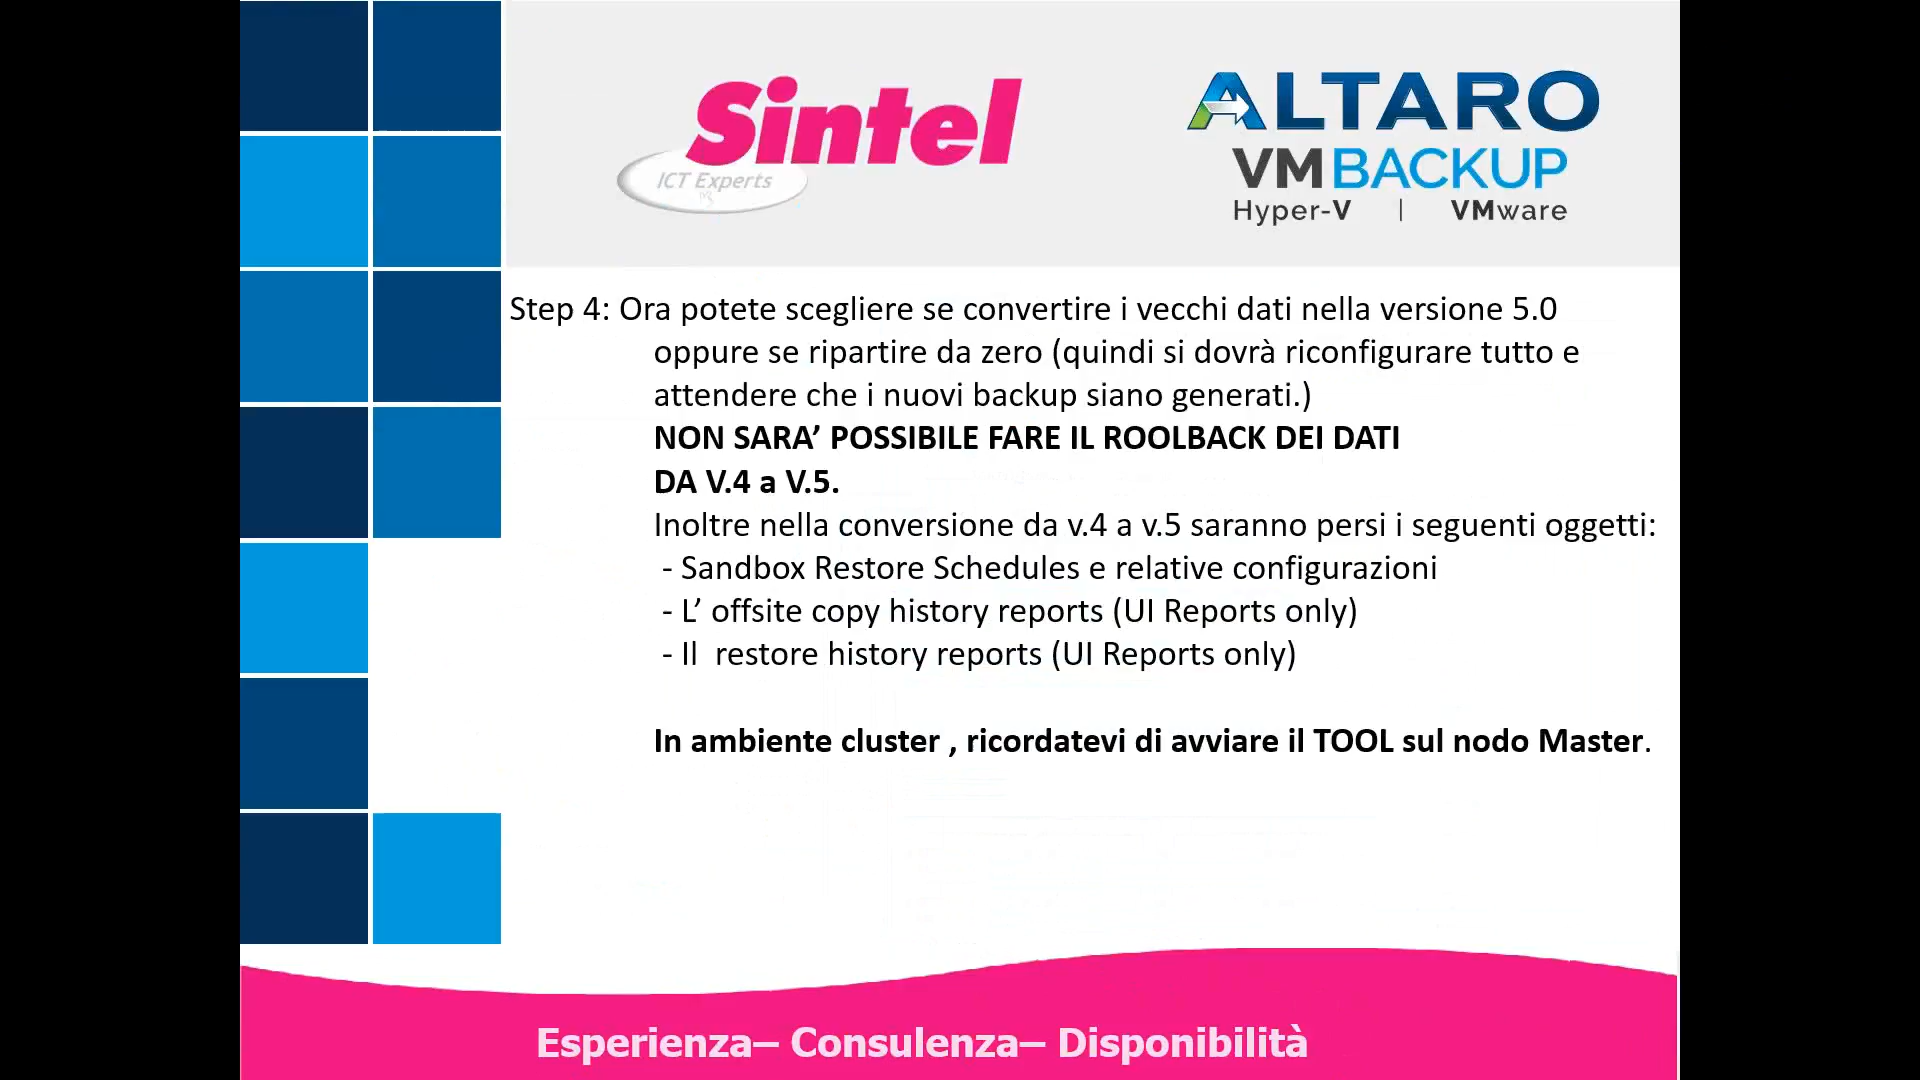 Sintel
ICT Experts
ALTARO
VMBACKUP
Hyper-V | VMware
Step 4: Ora potete scegliere se convertire i vecchi dati nella versione 5.0
oppure se ripartire da zero (quindi si dovrà riconfigurare tutto e
attendere che i nuovi backup siano generati.)
NON SARA’ POSSIBILE FARE IL ROOLBACK DEI DATI
DA V.4 a V.5.
Inoltre nella conversione da v.4 a v.5 saranno persi i seguenti oggetti:
- Sandbox Restore Schedules e relative configurazioni
- L’ offsite copy history reports (UI Reports only)
- Il  restore history reports (UI Reports only)
In ambiente cluster , ricordatevi di avviare il TOOL sul nodo Master.
Esperienza– Consulenza– Disponibilità